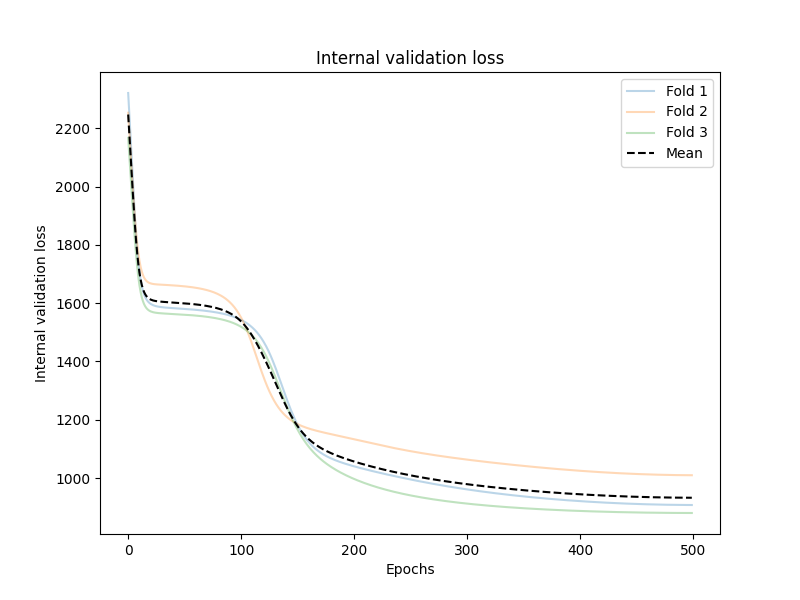 Internal validation loss
Fold 1
Fold 2
Fold 3
Mean
Internal validation loss
2200
2000
1800
1600
1400
1200
1000
0 100 200 300 400 500
Epochs